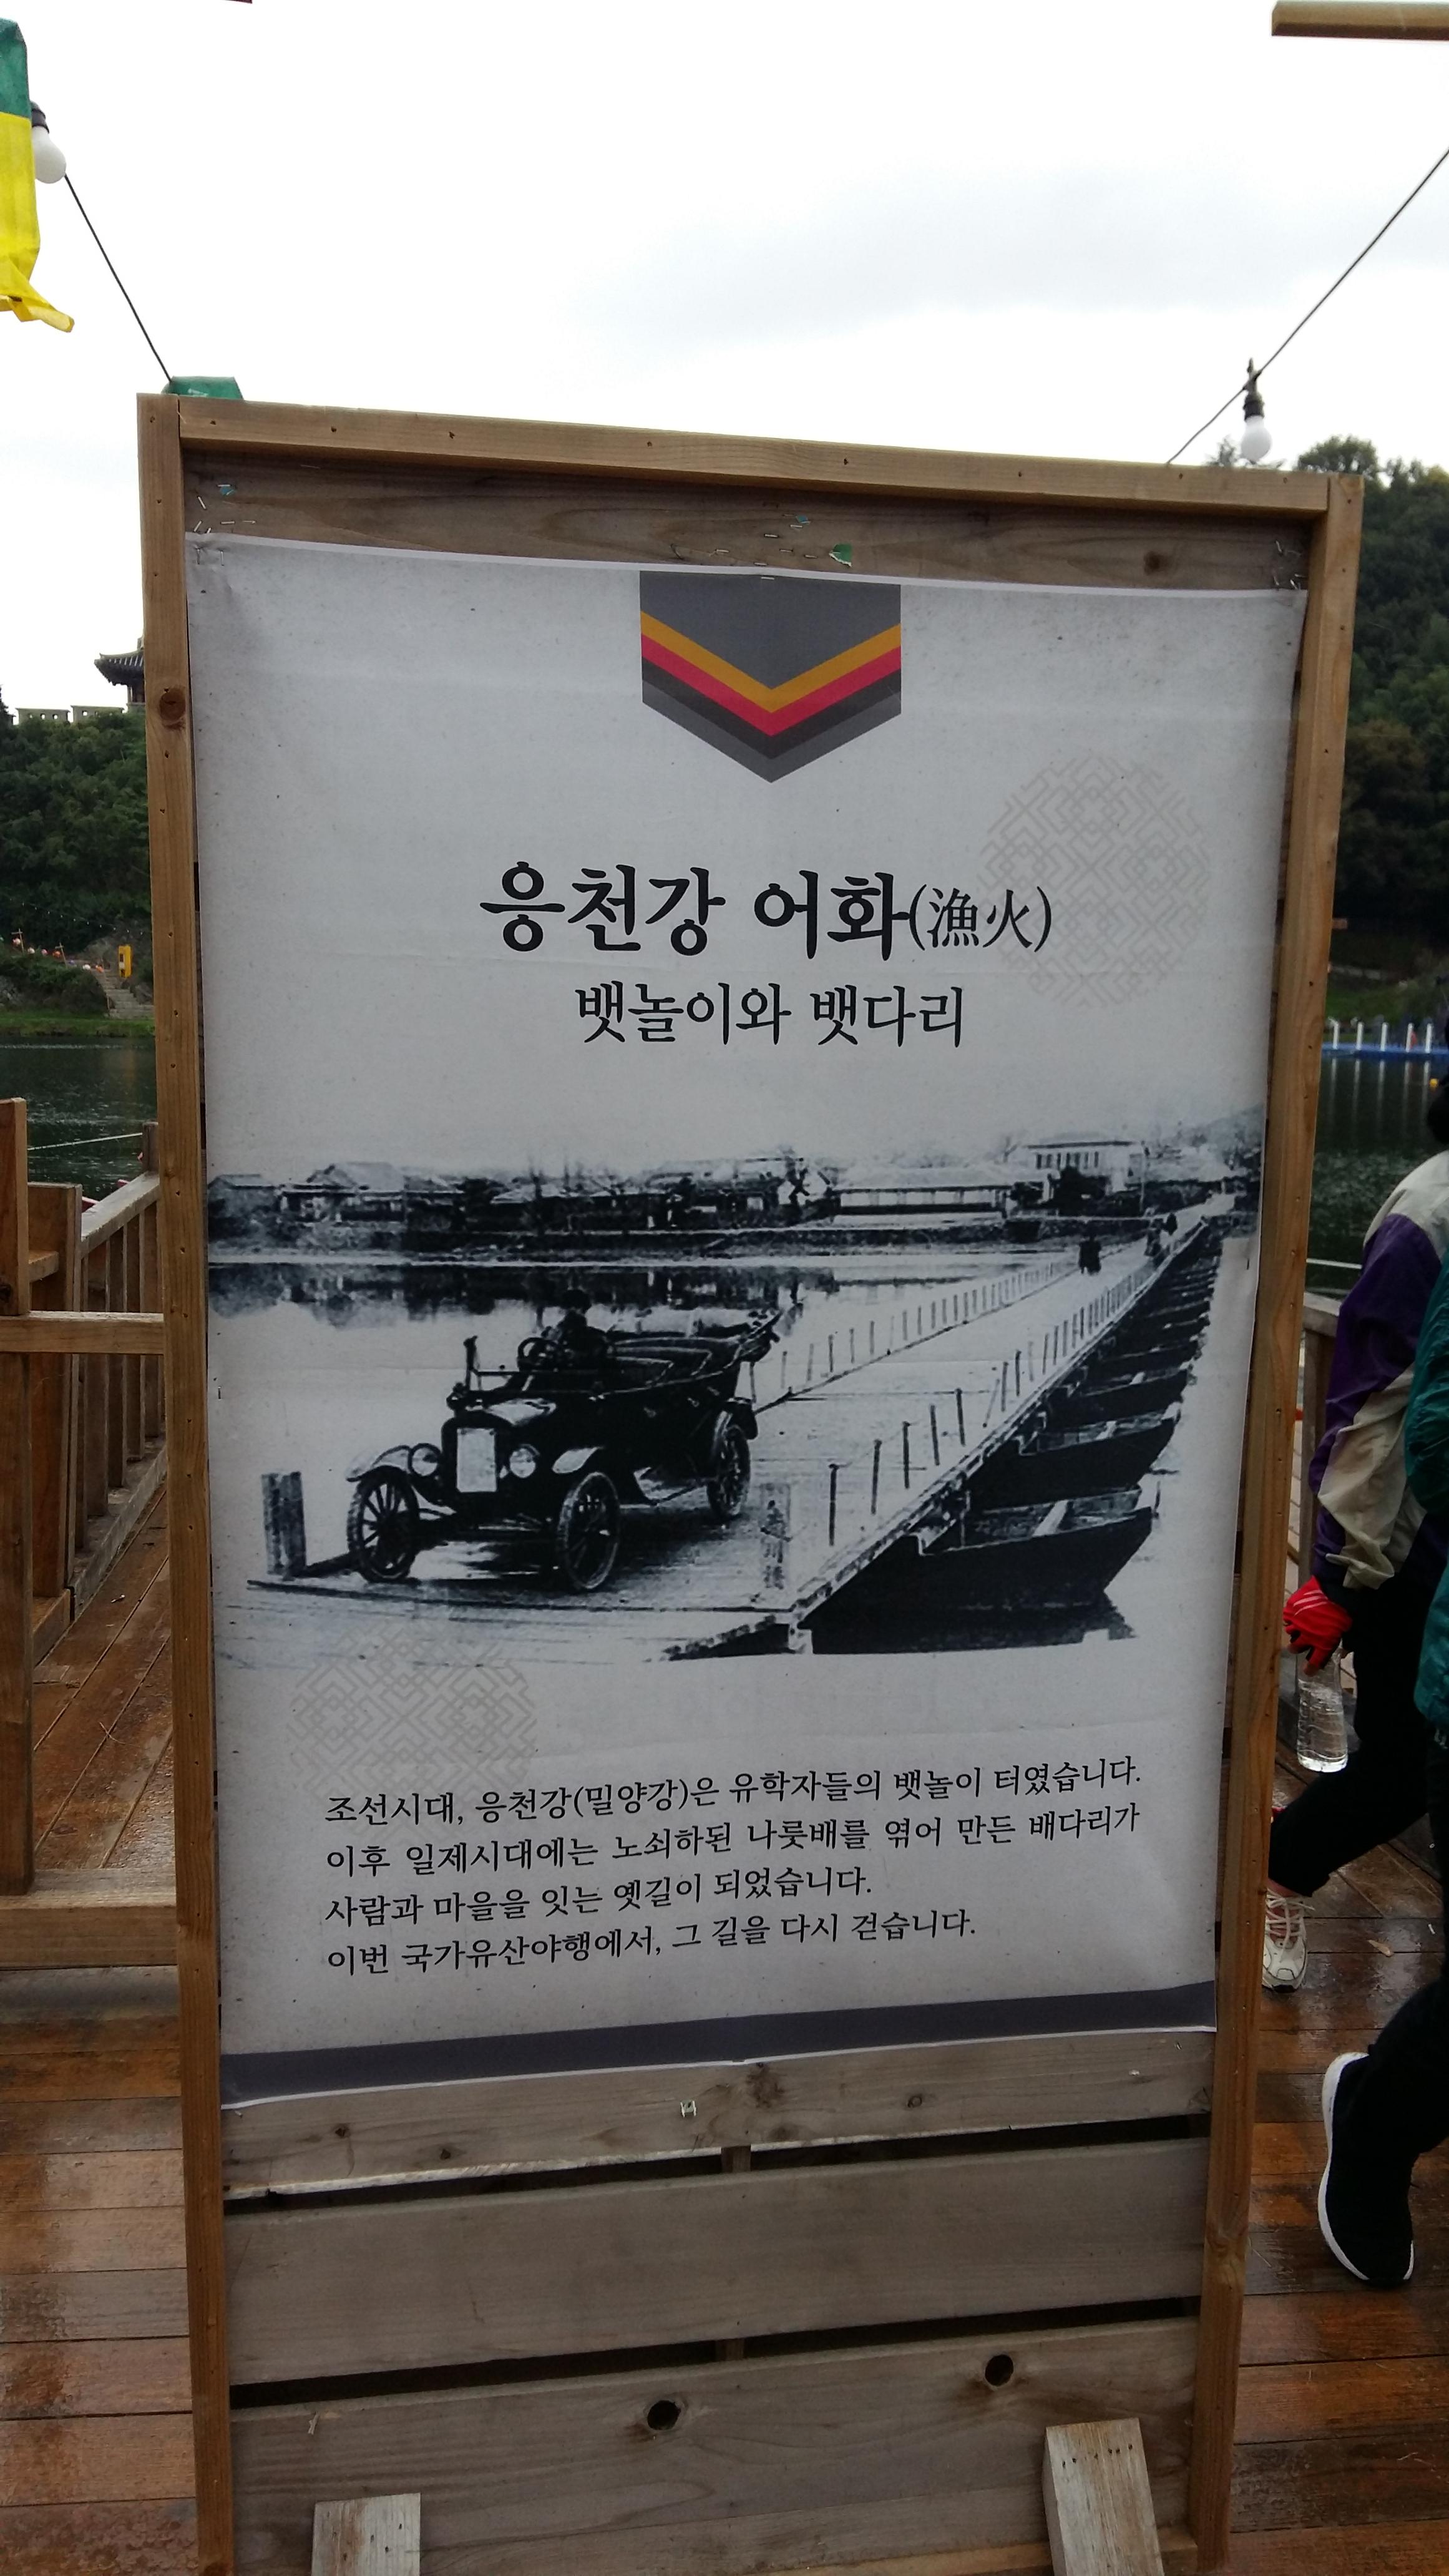 응천강 어화(漁火)
뱃놀이와 뱃다리
조선시대, 응천강(밀양강)은 유학자들의 뱃놀이 터였습니다.
이후 일제시대에는 노쇠하된 나룻배를 엮어 만든 배다리가
사람과 마을을 잇는 옛길이 되었습니다.
이번 국가유산야행에서, 그 길을 다시 걷습니다.